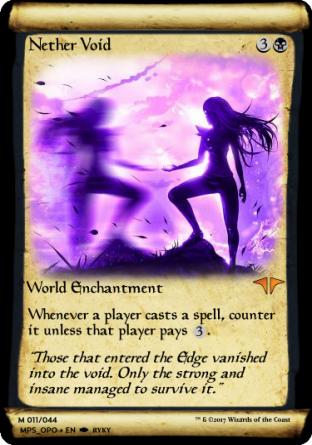 Nether Void 3
World Enchantment
Whenever a player casts a spell, counter
it unless that player pays 3.
"Those that entered the Edge vanished
into the void. Only the strong and
insane managed to survive it."
M 011/044
MPS_OPO • EN RYKY
™ & ©2017 Wizards of the Coast